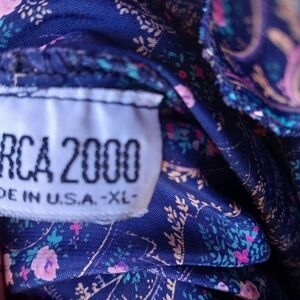 RCA 2000
DE IN U.S.A. -XL-